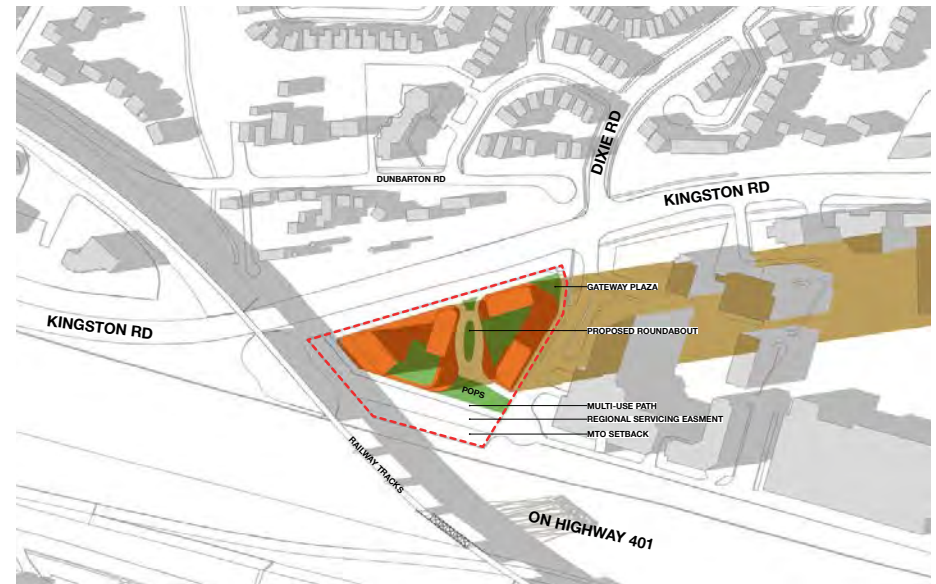 DIXIE RD
DUNBARTON RD
KINGSTON RD
GATEWAY PLAZA
KINGSTON RD
PROPOSED ROUNDABOUT
POPS
MULTI-USE PATH
REGIONAL SERVICING EASMENT
MTO SETBACK
RAILWAY TRACKS
ON HIGHWAY 401